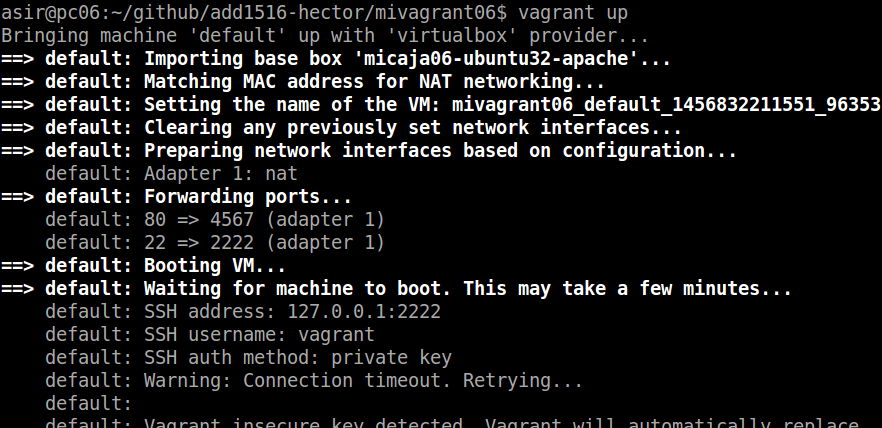 asir@pc06:~/github/add1516-hector/mivagrant06$ vagrant up
Bringing machine 'default' up with 'virtualbox' provider...
==> default: Importing base box 'micaja06-ubuntu32-apache'...
==> default: Matching MAC address for NAT networking...
==> default: Setting the name of the VM: mivagrant06_default_1456832211551_96353
==> default: Clearing any previously set network interfaces...
==> default: Preparing network interfaces based on configuration...
    default: Adapter 1: nat
==> default: Forwarding ports...
    default: 80 => 4567 (adapter 1)
    default: 22 => 2222 (adapter 1)
==> default: Booting VM...
==> default: Waiting for machine to boot. This may take a few minutes...
    default: SSH address: 127.0.0.1:2222
    default: SSH username: vagrant
    default: SSH auth method: private key
    default: Warning: Connection timeout. Retrying...
    default:
    default: Vagrant insecure key detected. Vagrant will automatically replace